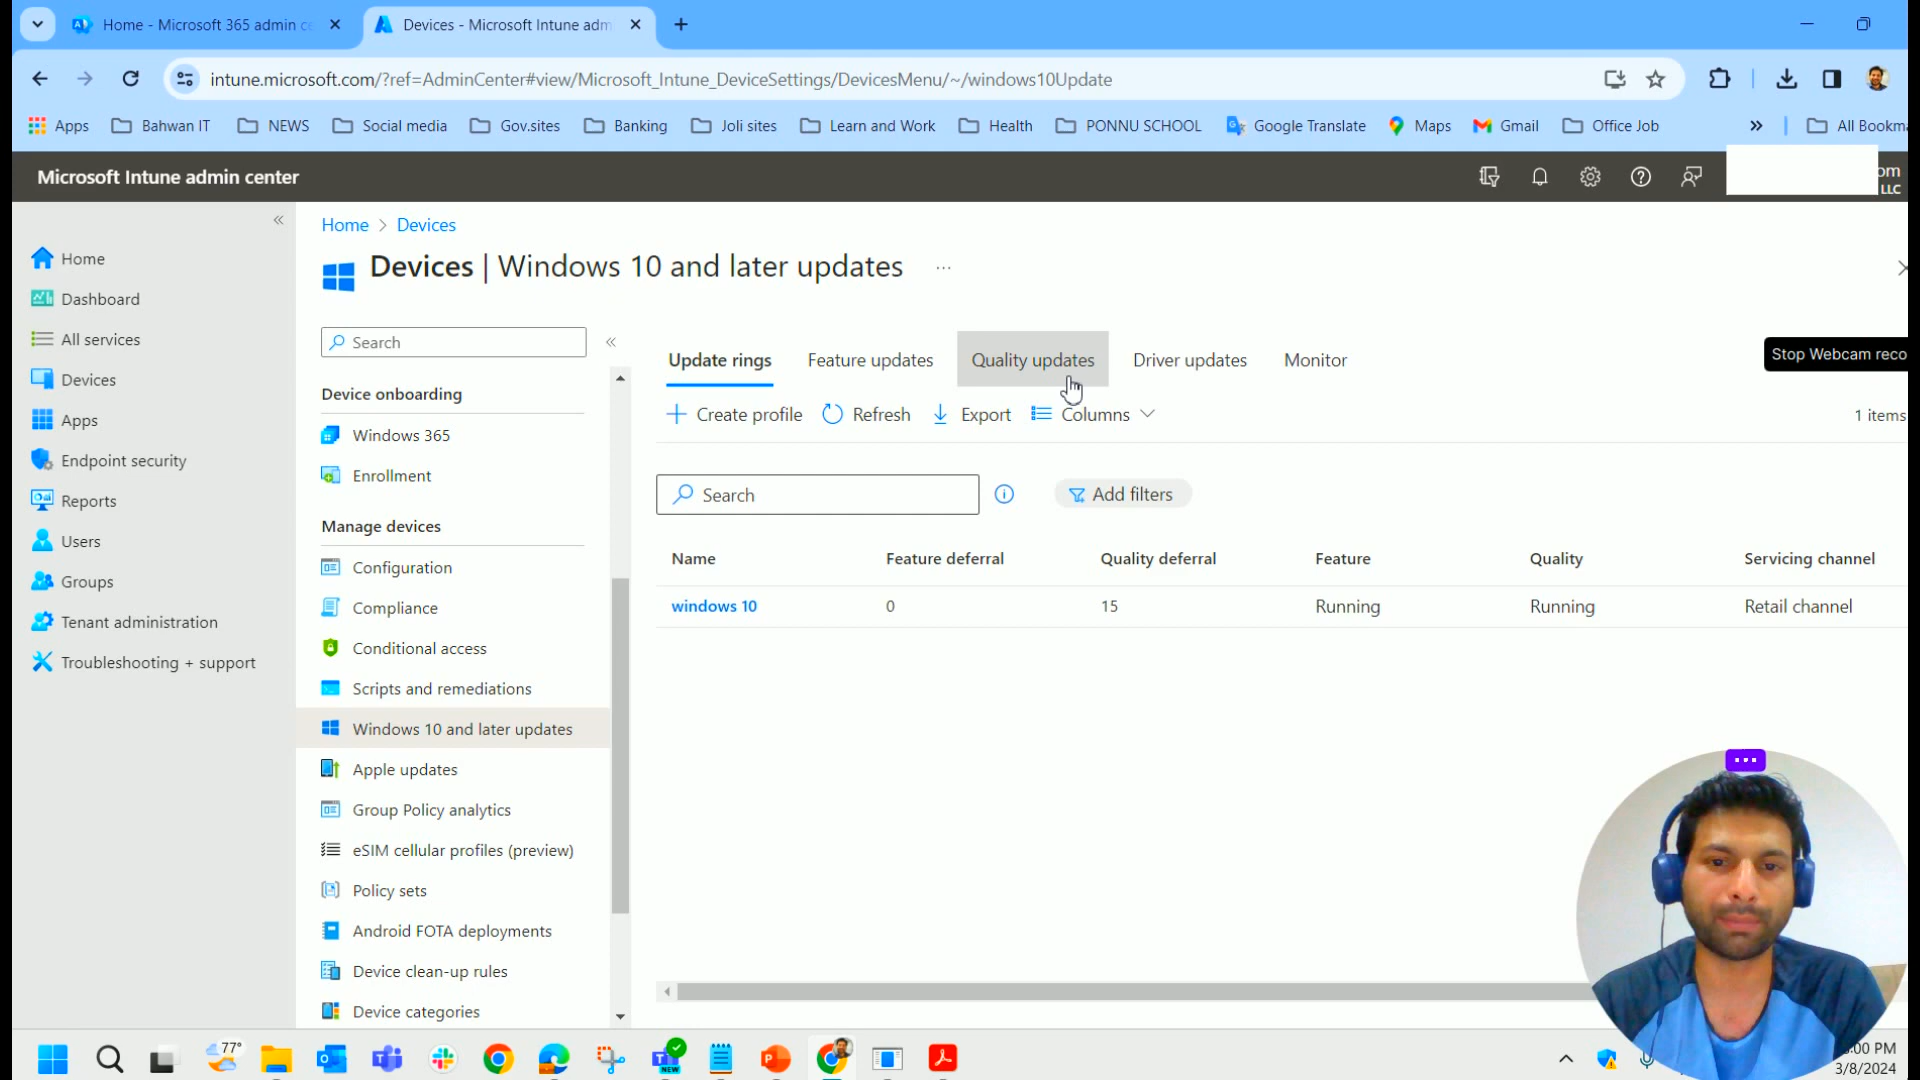 Home - Microsoft 365 admin ce
Devices - Microsoft Intune adm
intune.microsoft.com/?ref=AdminCenter#view/Microsoft_Intune_DeviceSettings/DevicesMenu/~/windows10Update
Apps
Bahwan IT
NEWS
Social media
Gov.sites
Banking
Joli sites
Learn and Work
Health
PONNU SCHOOL
Google Translate
Maps
Gmail
Office Job
»
All Bookma
Microsoft Intune admin center
om
LLC
Home > Devices
Devices | Windows 10 and later updates
...
Home
Dashboard
All services
Devices
Apps
Endpoint security
Reports
Users
Groups
Tenant administration
Troubleshooting + support
Search
Device onboarding
Windows 365
Enrollment
Manage devices
Configuration
Compliance
Conditional access
Scripts and remediations
Windows 10 and later updates
Apple updates
Group Policy analytics
eSIM cellular profiles (preview)
Policy sets
Android FOTA deployments
Device clean-up rules
Device categories
Update rings
Feature updates
Quality updates
Driver updates
Monitor
Stop Webcam reco
Create profile
Refresh
Export
Columns
1 items
Search
Add filters
Name Feature deferral Quality deferral Feature Quality Servicing channel
windows 10 0 15 Running Running Retail channel
77°
NEW
:00 PM
3/8/2024